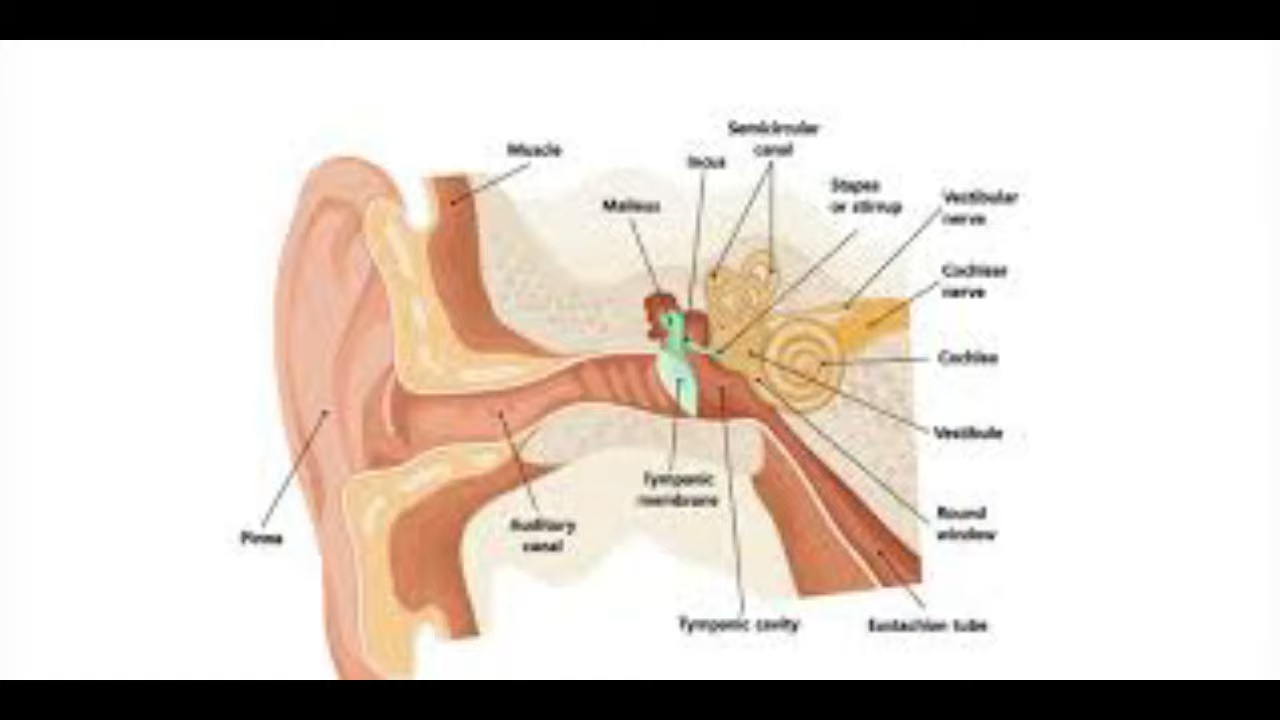 Semicircular
canal
Muscle
Incus
Stapes
or stirrup
Malleus
Vestibular
nerve
Cochlear
nerve
Cochlea
Vestibule
Tympanic
membrane
Round
window
Auditory
canal
Pinna
Tympanic cavity
Eustachian tube